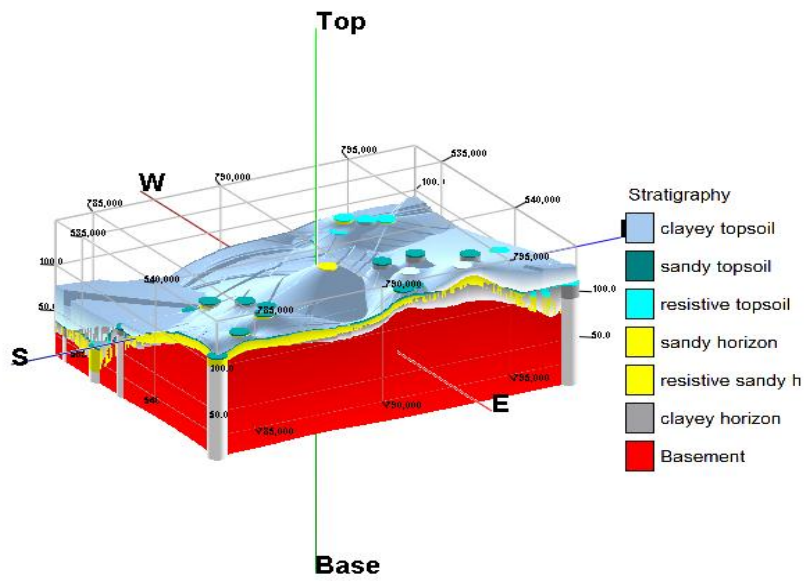 Top
795,000
535,000
W
790,000
100.
785,000
540,000
535,000
795,000
100.0
540,000
790,000
785,000
100.0
50.0
50.0
S
100.0
E
795,000
50.0
790,000
785,000
Base
Stratigraphy
clayey topsoil
sandy topsoil
resistive topsoil
sandy horizon
resistive sandy h
clayey horizon
Basement